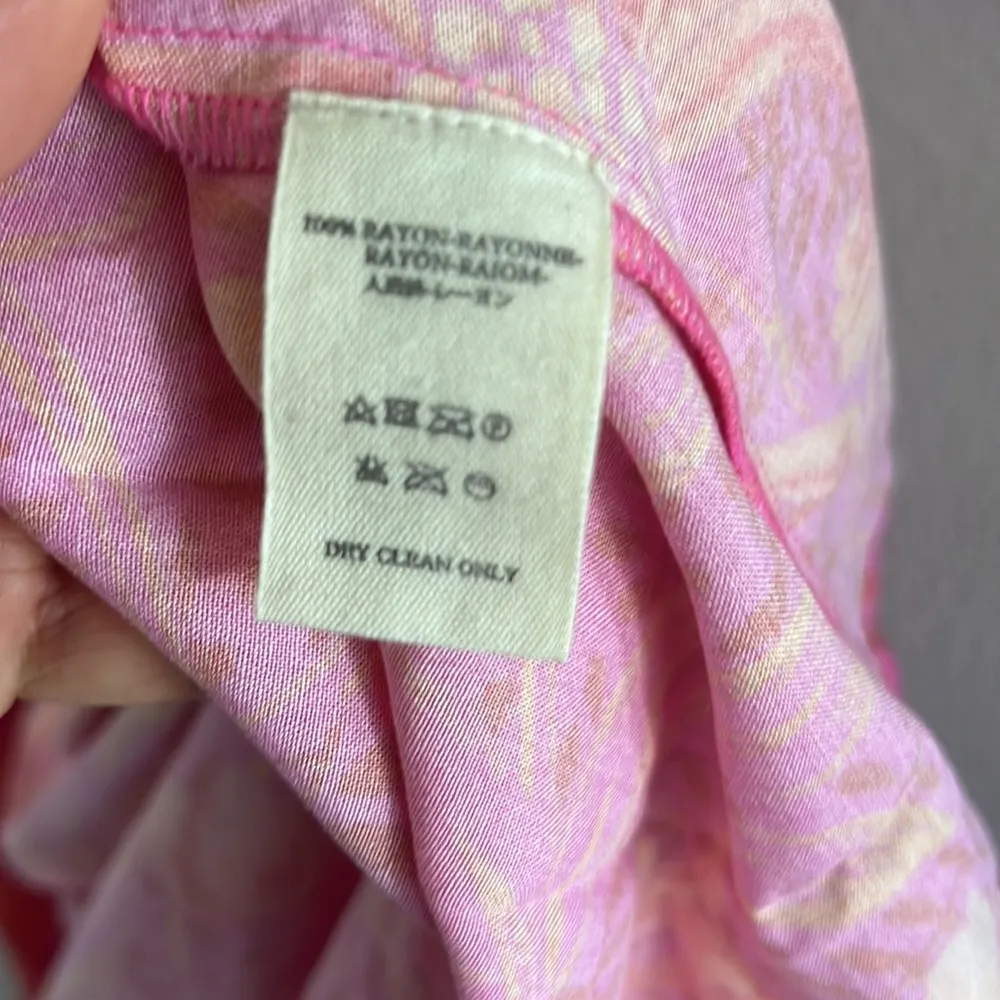 100% RAYON-RAYONNE-
RAYON-RAIOM-
人造絲-レーヨン
P
DRY CLEAN ONLY